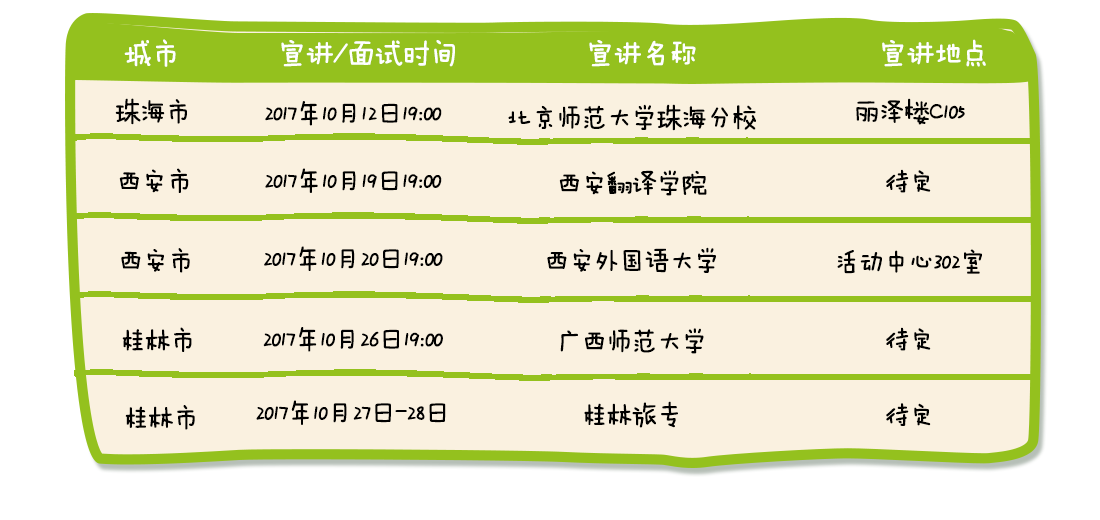 城市 宣讲/面试时间 宣讲名称 宣讲地点
珠海市 2017年10月12日19:00 北京师范大学珠海分校 丽泽楼C105
西安市 2017年10月19日19:00 西安翻译学院 待定
西安市 2017年10月20日19:00 西安外国语大学 活动中心302室
桂林市 2017年10月26日19:00 广西师范大学 待定
桂林市 2017年10月27日-28日 桂林旅专 待定